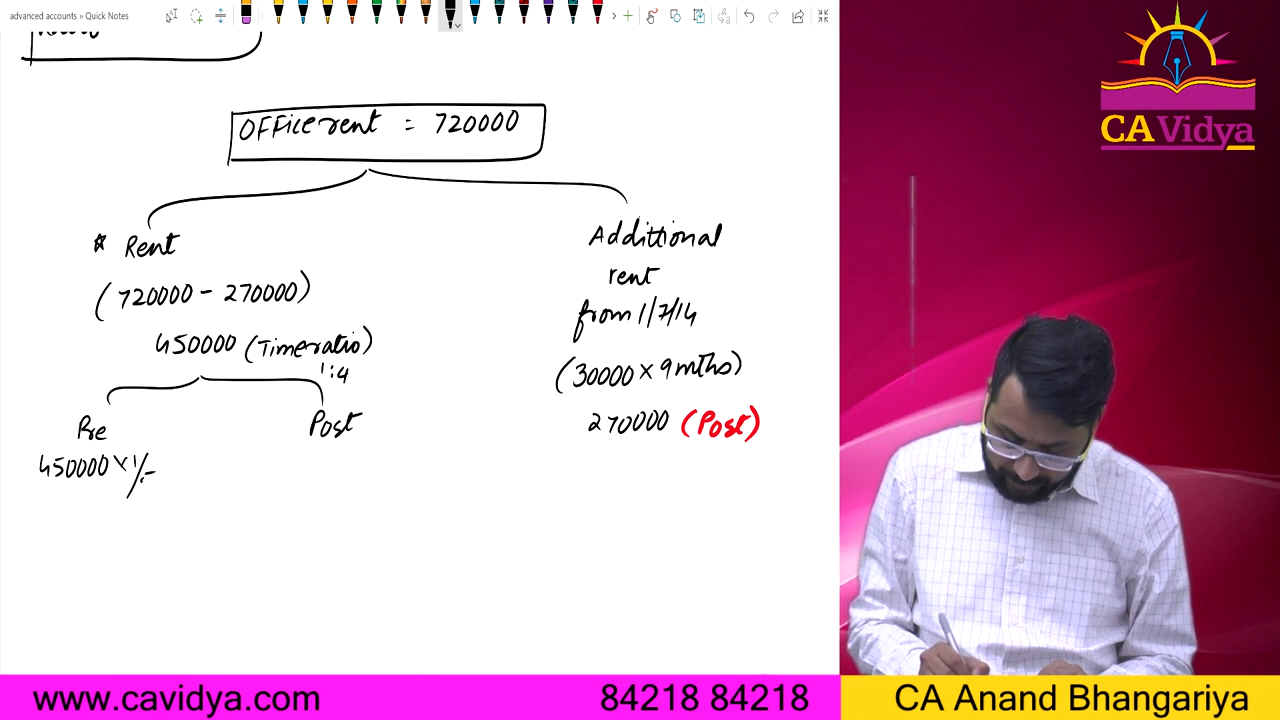 advanced accounts » Quick Notes
CA Vidya
OFFice rent = 720000
* Rent
(720000 - 270000)
450000 (Time ratio)
1:4
Pre
Post
450000 × 1/
Additional
rent
from 1/7/14
(30000 × 9 mths)
270000 (Post)
www.cavidya.com
84218 84218
CA Anand Bhangariya